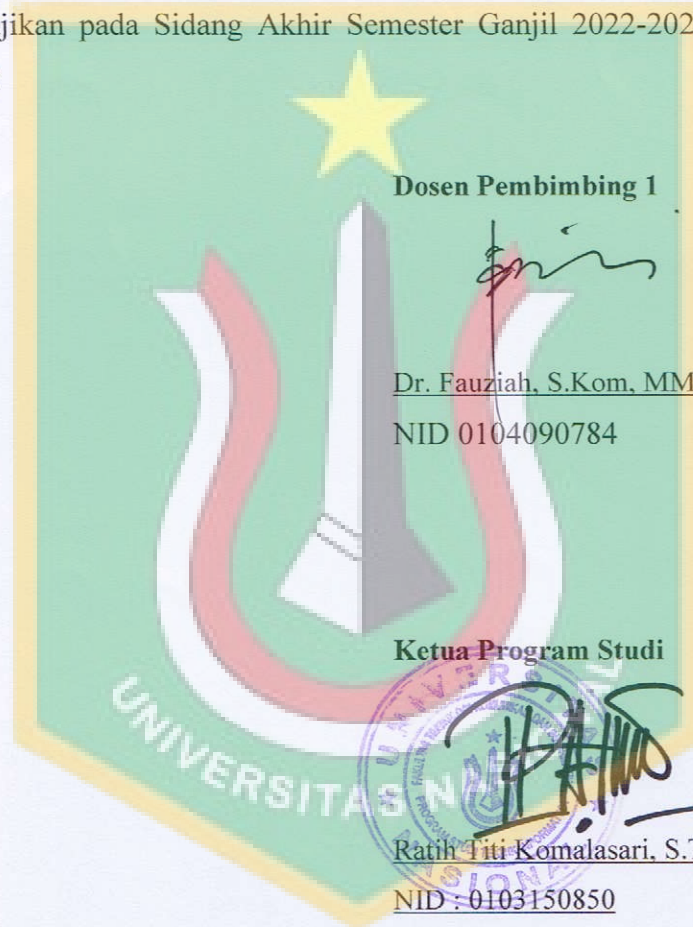 jikan pada Sidang Akhir Semester Ganjil 2022-202
Dosen Pembimbing 1
Dr. Fauziah, S.Kom, MM
NID 0104090784
Ketua Program Studi
UNIVERSITAS NASIONAL
Ratih Titi Komalasari, S.T
NID : 0103150850